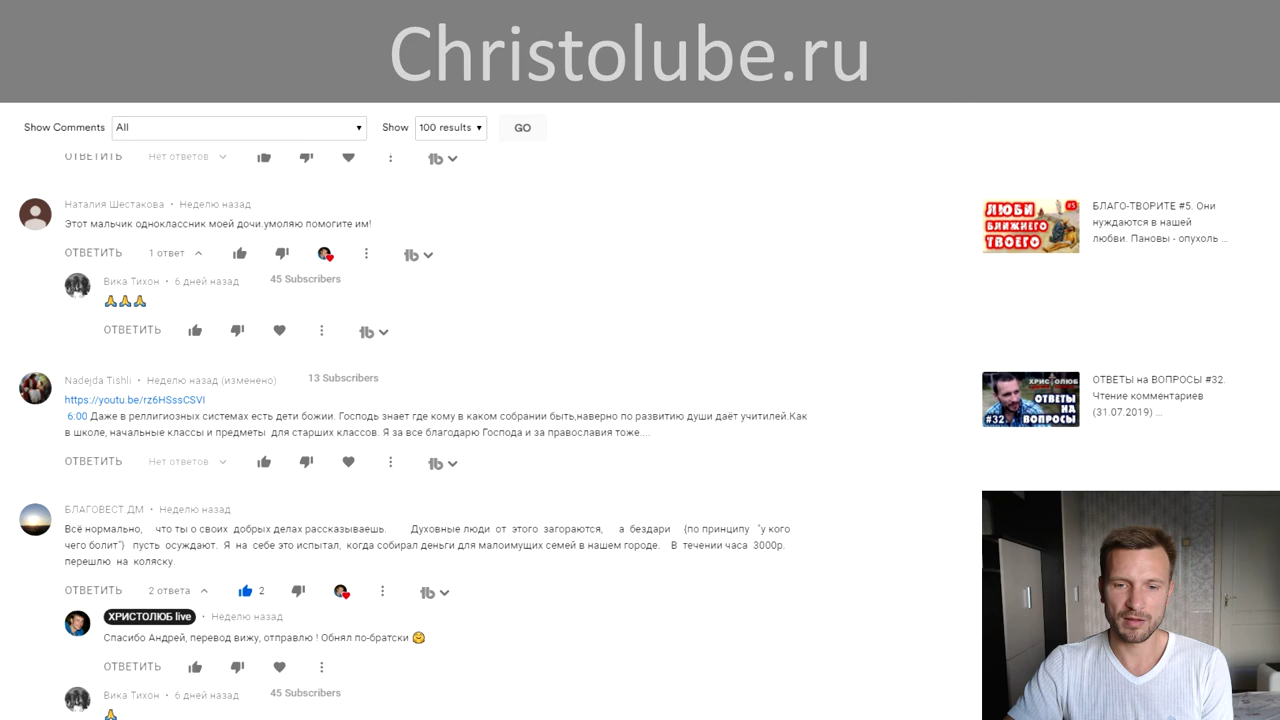 Christolube.ru
Show Comments All Show 100 results GO
ОТВЕТИТЬ Нет ответов
Наталия Шестакова • Неделю назад
Этот мальчик одноклассник моей дочи.умоляю помогите им!
ОТВЕТИТЬ 1 ответ
Вика Тихон • 6 дней назад 45 Subscribers
🙏🙏🙏
ОТВЕТИТЬ
БЛАГО-ТВОРИТЕ #5. Они
нуждаются в нашей
любви. Пановы - опухоль ...
ЛЮБИ #5
БЛИЖНЕГО
ТВОЕГО
Nadejda Tishli • Неделю назад (изменено) 13 Subscribers
https://youtu.be/rz6HSssCSVI
6:00 Даже в реллигиозных системах есть дети божии. Господь знает где кому в каком собрании быть,наверно по развитию души даёт учитилей.Как
в школе, начальные классы и предметы для старших классов. Я за все благодарю Господа и за православия тоже....
ОТВЕТИТЬ Нет ответов
ОТВЕТЫ на ВОПРОСЫ #32.
Чтение комментариев
(31.07.2019) ...
ХРИСТОЛЮБ
ОТВЕТЫ
НА
#32. ВОПРОСЫ
БЛАГОВЕСТ ДМ • Неделю назад
Всё нормально, что ты о своих добрых делах рассказываешь. Духовные люди от этого загораются, а бездари {по принципу "у кого
чего болит"} пусть осуждают. Я на себе это испытал, когда собирал деньги для малоимущих семей в нашем городе. В течении часа 3000р.
перешлю на коляску.
ОТВЕТИТЬ 2 ответа 2
ХРИСТОЛЮБ live • Неделю назад
Спасибо Андрей, перевод вижу, отправлю ! Обнял по-братски 🤗
ОТВЕТИТЬ
Вика Тихон • 6 дней назад 45 Subscribers
🙏